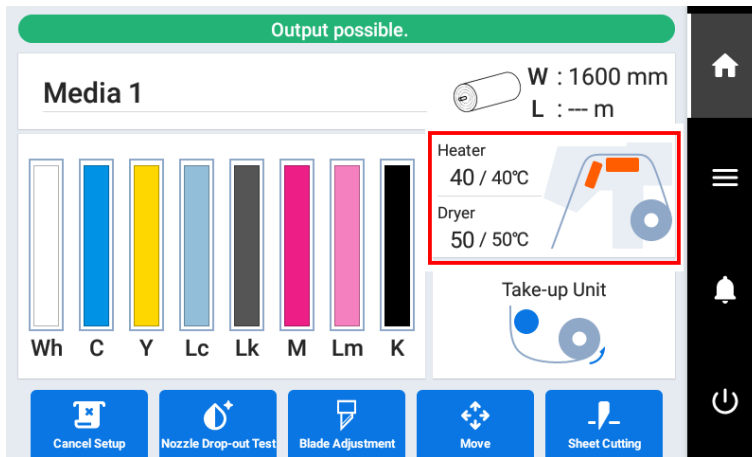 Output possible.
Media 1
W : 1600 mm
L : --- m
Heater
40 / 40℃
Dryer
50 / 50℃
Take-up Unit
Wh C Y Lc Lk M Lm K
Cancel Setup Nozzle Drop-out Test Blade Adjustment Move Sheet Cutting